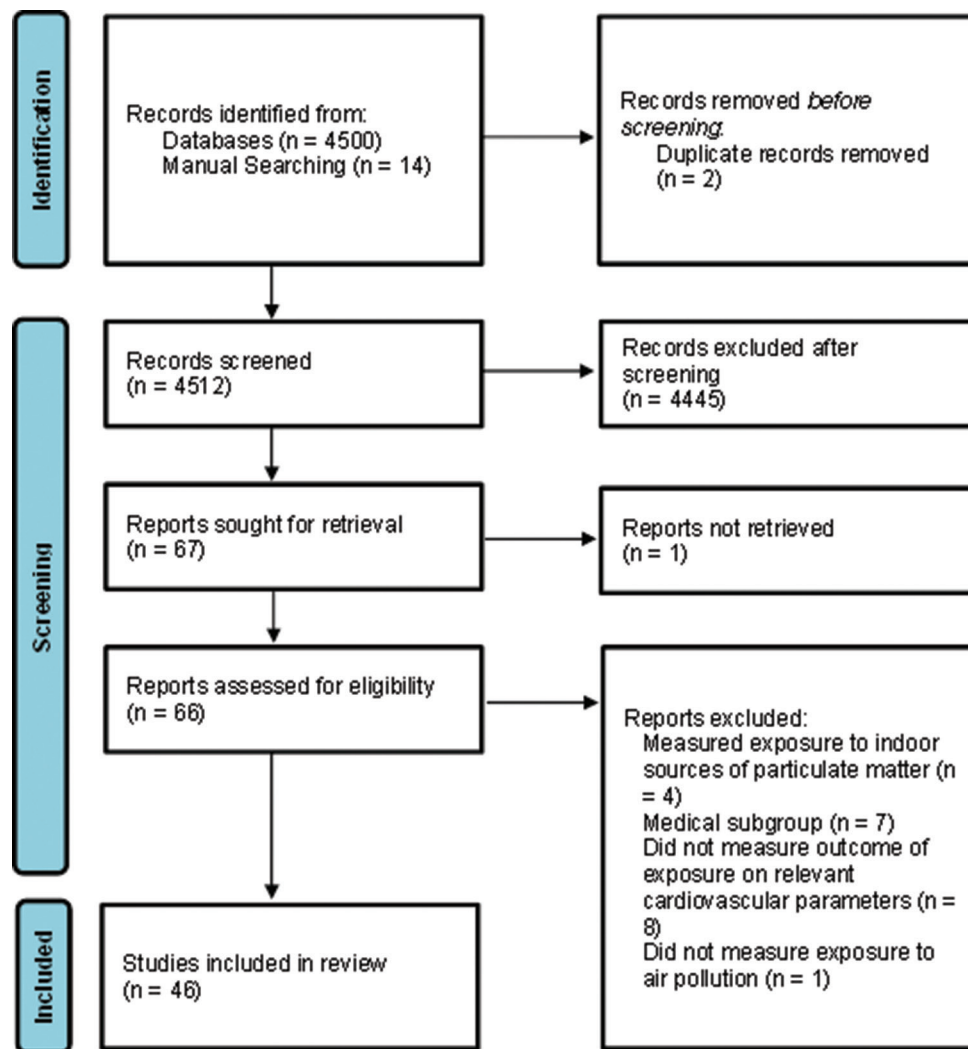 Identification
Records identified from:
Databases (n = 4500)
Manual Searching (n = 14)
Records removed before
screening:
Duplicate records removed
(n = 2)
Screening
Records screened
(n = 4512)
Records excluded after
screening
(n = 4445)
Reports sought for retrieval
(n = 67)
Reports not retrieved
(n = 1)
Reports assessed for eligibility
(n = 66)
Reports excluded:
Measured exposure to indoor
sources of particulate matter (n
= 4)
Medical subgroup (n = 7)
Did not measure outcome of
exposure on relevant
cardiovascular parameters (n =
8)
Did not measure exposure to
air pollution (n = 1)
Included
Studies included in review
(n = 46)